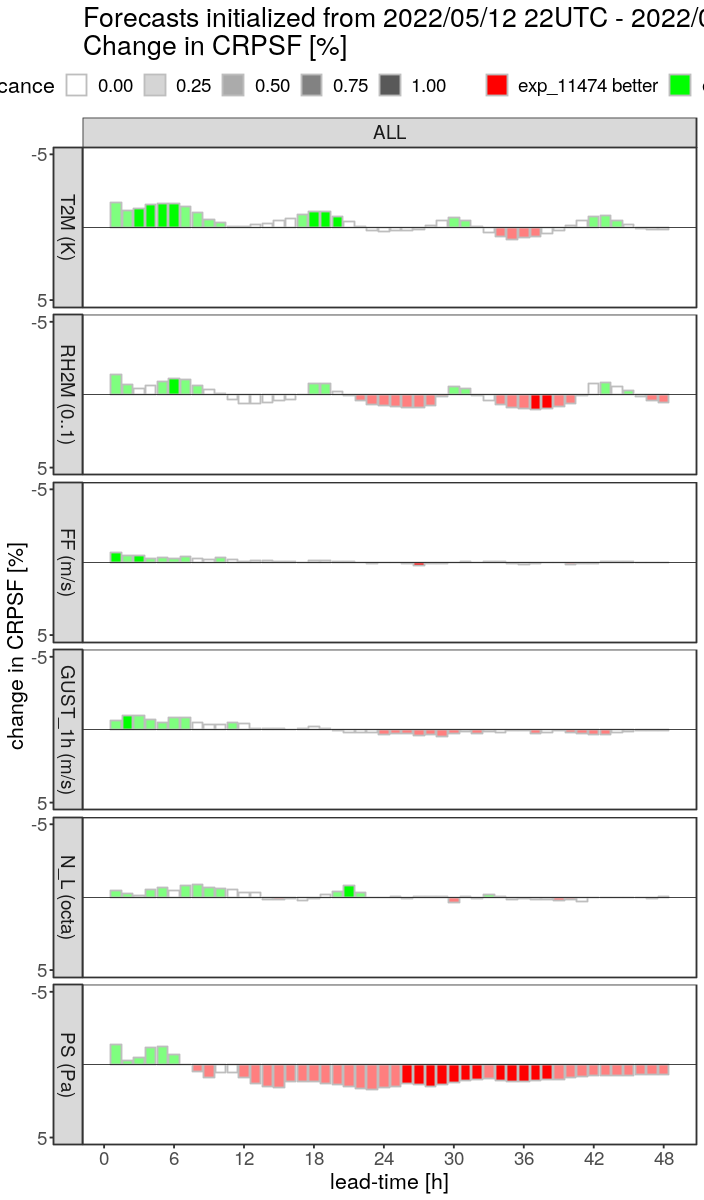 Forecasts initialized from 2022/05/12 22UTC - 2022/0
Change in CRPSF [%]
cance 0.00 0.25 0.50 0.75 1.00 exp_11474 better
ALL
-5
T2M (K)
5
-5
RH2M (0..1)
5
-5
FF (m/s)
5
-5
GUST_1h (m/s)
5
-5
N_L (octa)
5
-5
PS (Pa)
5
change in CRPSF [%]
0 6 12 18 24 30 36 42 48
lead-time [h]